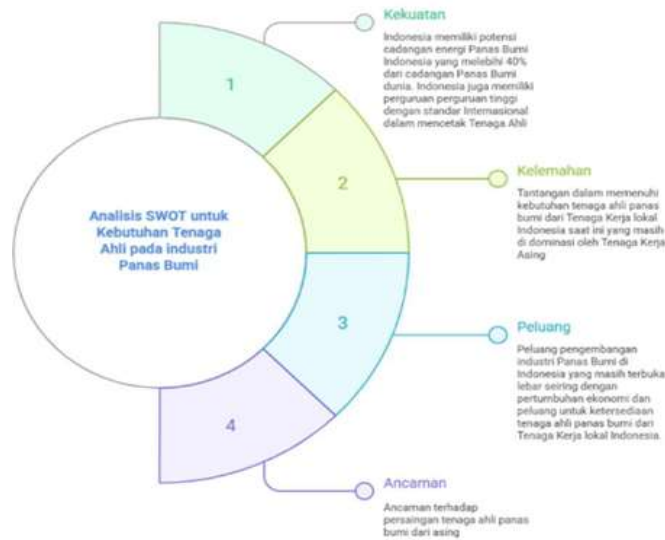 Analisis SWOT untuk
Kebutuhan Tenaga
Ahli pada industri
Panas Bumi
1
Kekuatan
Indonesia memiliki potensi
cadangan energi Panas Bumi
Indonesia yang melebihi 40%
dari cadangan Panas Bumi
dunia. Indonesia juga memiliki
perguruan perguruan tinggi
dengan standar Internasional
dalam mencetak Tenaga Ahli
2
Kelemahan
Tantangan dalam memenuhi
kebutuhan tenaga ahli panas
bumi dari Tenaga Kerja lokal
Indonesia saat ini yang masih
di dominasi oleh Tenaga Kerja
Asing
3
Peluang
Peluang pengembangan
industri Panas Bumi di
Indonesia yang masih terbuka
lebar seiring dengan
pertumbuhan ekonomi dan
peluang untuk ketersediaan
tenaga ahli panas bumi dari
Tenaga Kerja lokal Indonesia.
4
Ancaman
Ancaman terhadap
persaingan tenaga ahli panas
bumi dari asing